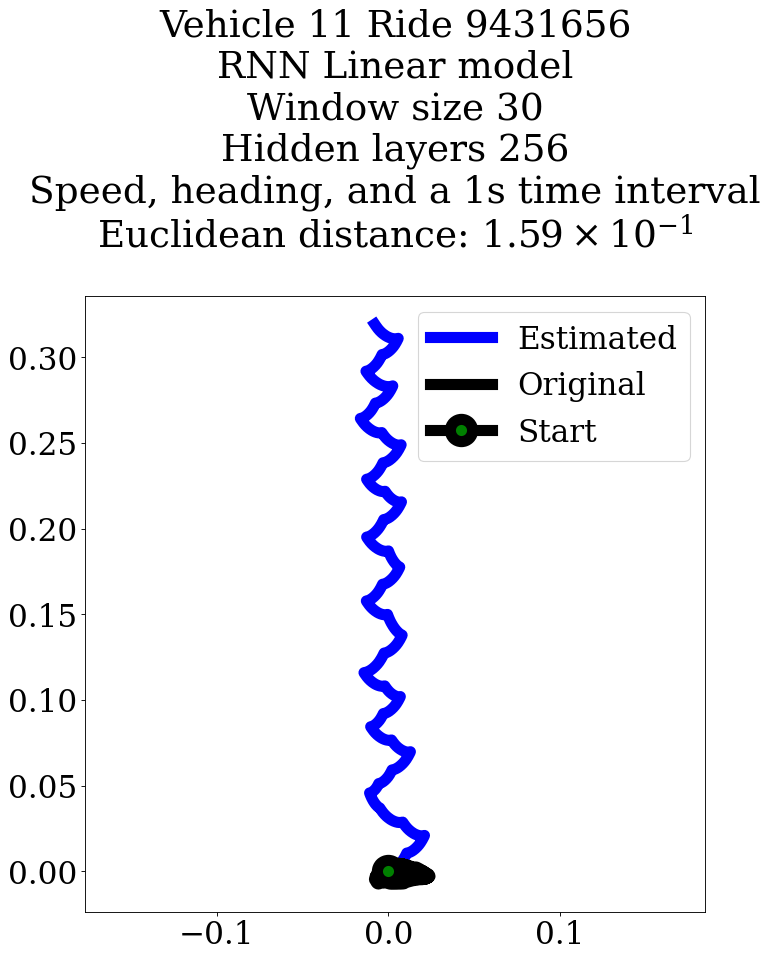 Vehicle 11 Ride 9431656
RNN Linear model
Window size 30
Hidden layers 256
Speed, heading, and a 1s time interval
Euclidean distance: 1.59 × 10⁻¹
Estimated
Original
Start
0.30
0.25
0.20
0.15
0.10
0.05
0.00
−0.1
0.0
0.1